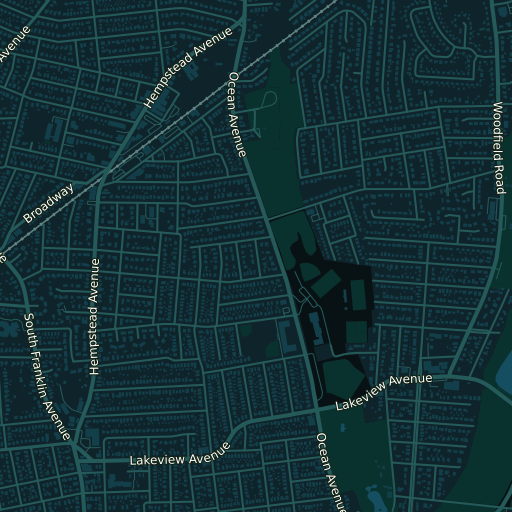 Avenue
Hempstead Avenue
Ocean Avenue
Woodfield Road
Broadway
e
Hempstead Avenue
South Franklin Avenue
Lakeview Avenue
Lakeview Avenue
Ocean Avenue